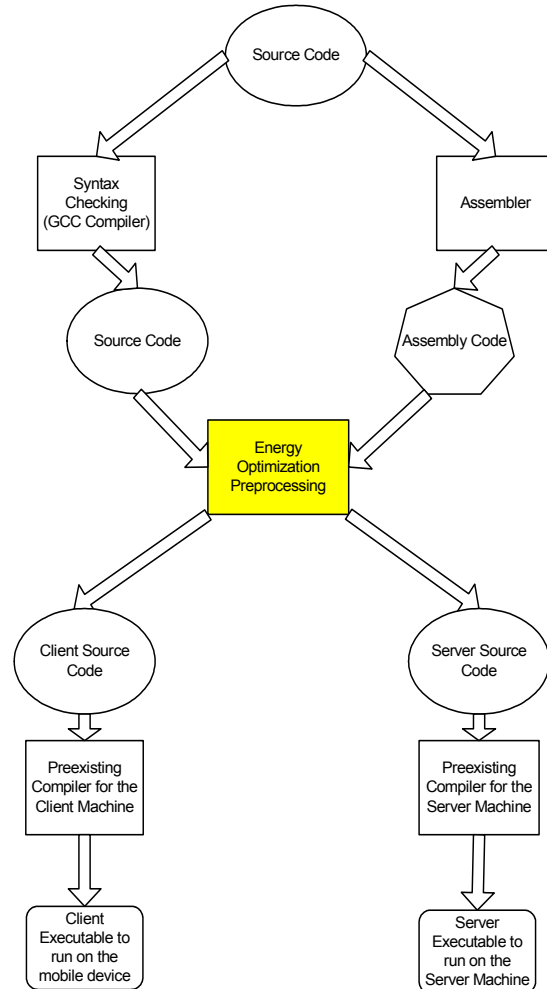 Source Code
Syntax
Checking
(GCC Compiler)
Assembler
Source Code
Assembly Code
Energy
Optimization
Preprocessing
Client Source
Code
Server Source
Code
Preexisting
Compiler for the
Client Machine
Preexisting
Compiler for the
Server Machine
Client
Executable to
run on the
mobile device
Server
Executable to
run on the
Server Machine